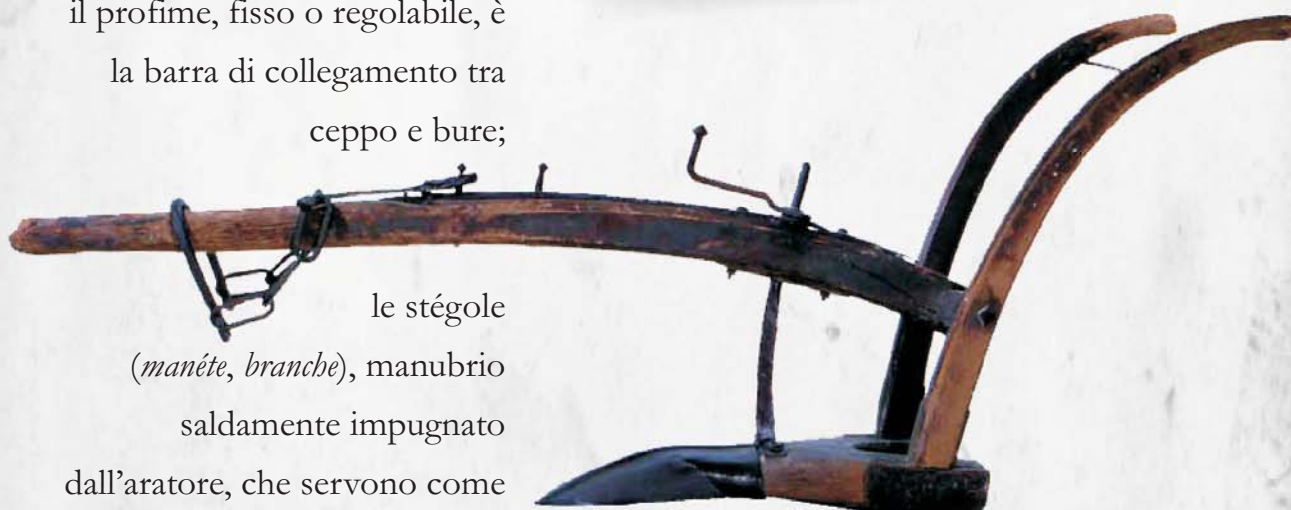 il profime, fisso o regolabile, è
la barra di collegamento tra
ceppo e bure;
le stégole
(manéte, branche), manubrio
saldamente impugnato
dall'aratore, che servono come